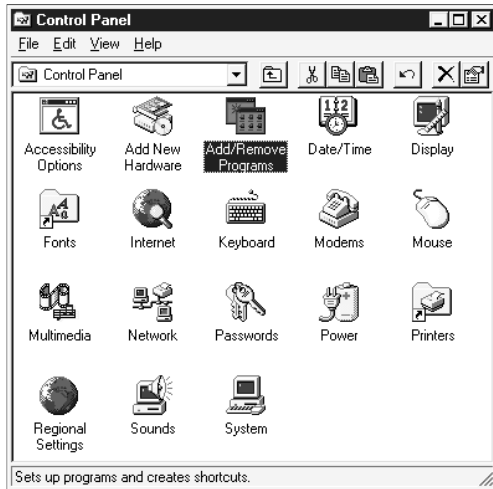 Control Panel
File Edit View Help
Control Panel
Accessibility Options
Add New Hardware
Add/Remove Programs
Date/Time
Display
Fonts
Internet
Keyboard
Modems
Mouse
Multimedia
Network
Passwords
Power
Printers
Regional Settings
Sounds
System
Sets up programs and creates shortcuts.